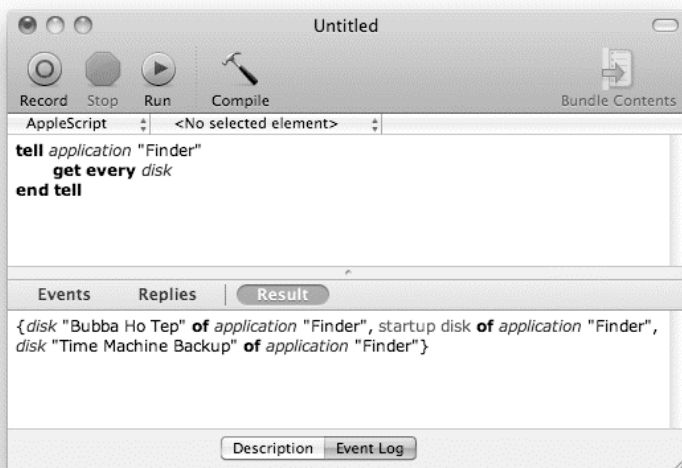 Untitled
Record Stop Run Compile Bundle Contents
AppleScript <No selected element>
tell application "Finder"
get every disk
end tell
Events Replies Result
{disk "Bubba Ho Tep" of application "Finder", startup disk of application "Finder",
disk "Time Machine Backup" of application "Finder"}
Description Event Log